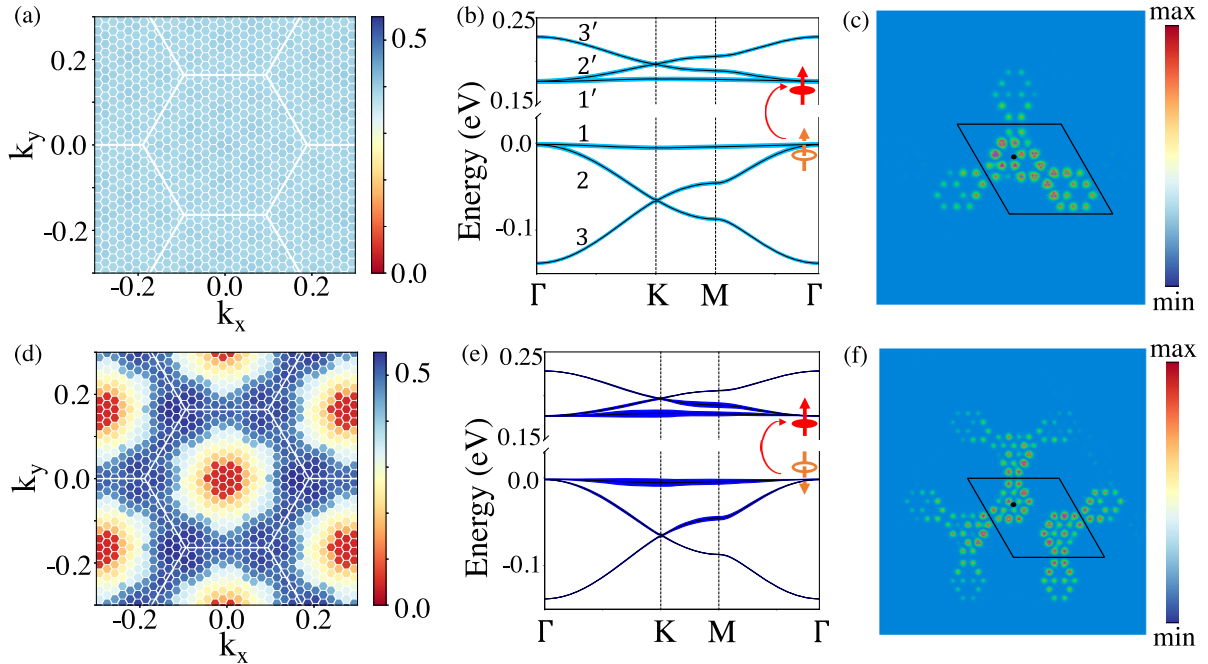 (a)
0.2
0.0
-0.2
k_y
-0.2 0.0 0.2
k_x
0.5
0.0
(b)
0.25
0.15
0.0
-0.1
Energy (eV)
3′
2′
1′
1
2
3
Γ K M Γ
(c)
max
min
(d)
0.2
0.0
-0.2
k_y
-0.2 0.0 0.2
k_x
0.5
0.0
(e)
0.25
0.15
0.0
-0.1
Energy (eV)
Γ K M Γ
(f)
max
min